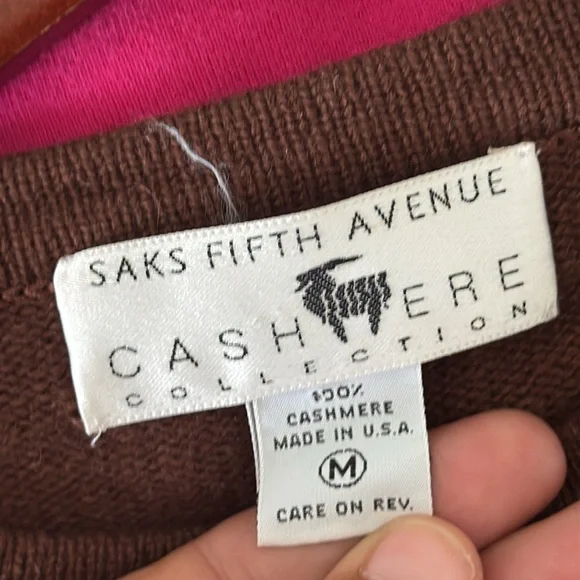 SAKS FIFTH AVENUE
CASHMERE
COLLECTION
100%
CASHMERE
MADE IN U.S.A.
M
CARE ON REV.